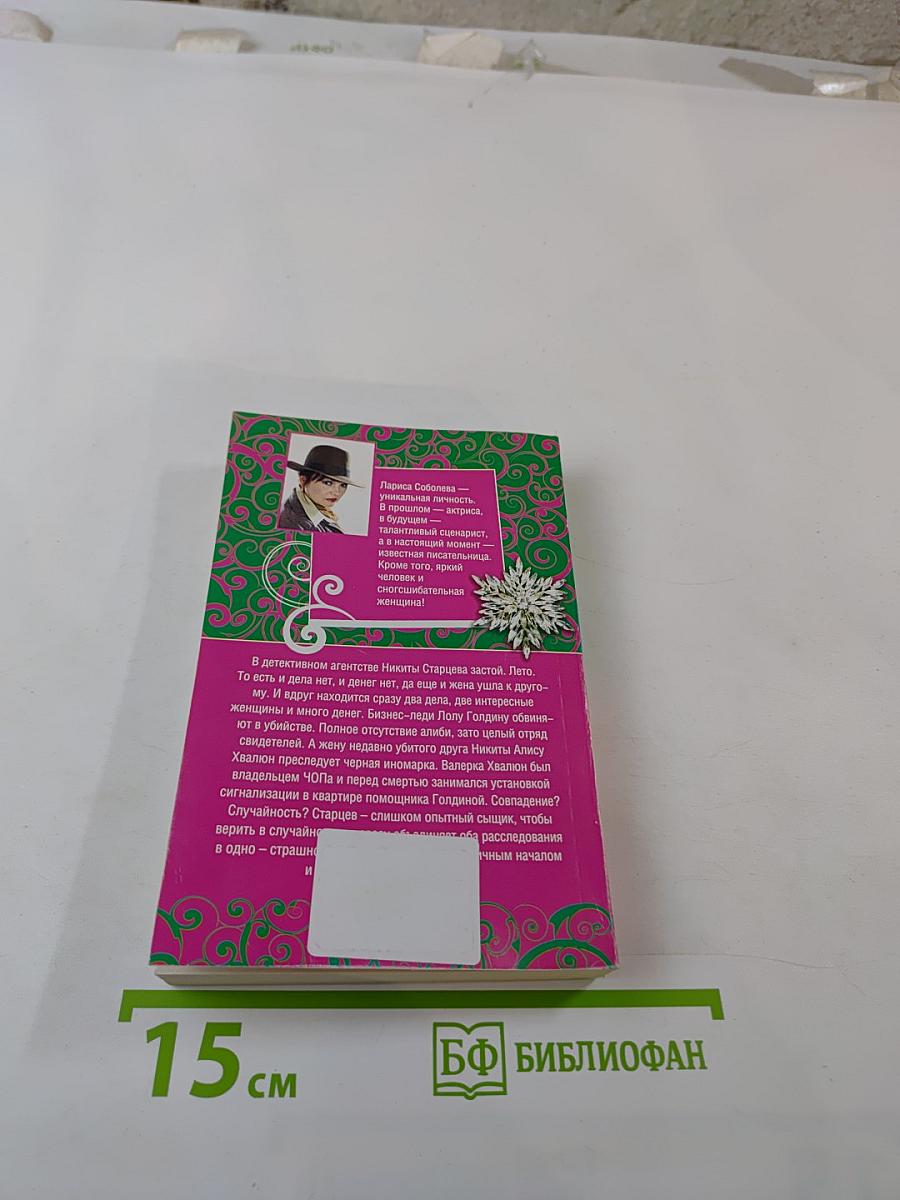 Лариса Соболева —
уникальная личность.
В прошлом — актриса,
в будущем —
талантливый сценарист,
а в настоящий момент —
известная писательница.
Кроме того, яркий
человек и
сногсшибательная
женщина!
В детективном агентстве Никиты Старцева застой. Лето.
То есть и дела нет, и денег нет, да еще и жена ушла к друго-
му. И вдруг находится сразу два дела, две интересные
женщины и много денег. Бизнес-леди Лолу Голдину обвиня-
ют в убийстве. Полное отсутствие алиби, зато целый отряд
свидетелей. А жену недавно убитого друга Никиты Алису
Хвалюн преследует черная иномарка. Валерка Хвалюн был
владельцем ЧОПа и перед смертью занимался установкой
сигнализации в квартире помощника Голдиной. Совпадение?
Случайность? Старцев – слишком опытный сыщик, чтобы
верить в объединяет оба расследования
в одно – ичным началом
и
15 см
БФ БИБЛИОФАН